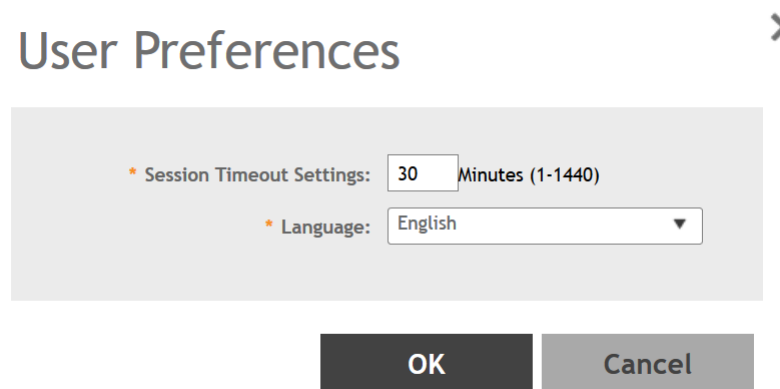 User Preferences
* Session Timeout Settings: 30 Minutes (1-1440)
* Language: English
OK Cancel